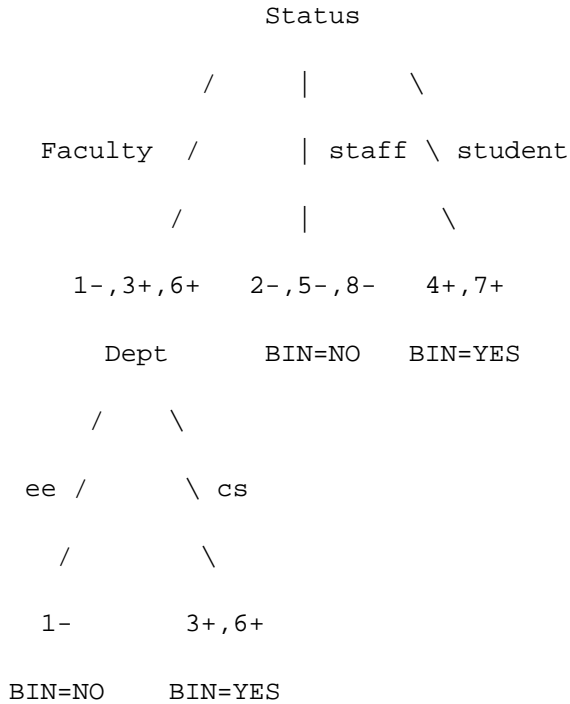 Status
/ | \
Faculty / | staff \ student
/ | \
1-,3+,6+ 2-,5-,8- 4+,7+
Dept BIN=NO BIN=YES
/ \
ee / \ cs
/ \
1- 3+,6+
BIN=NO BIN=YES